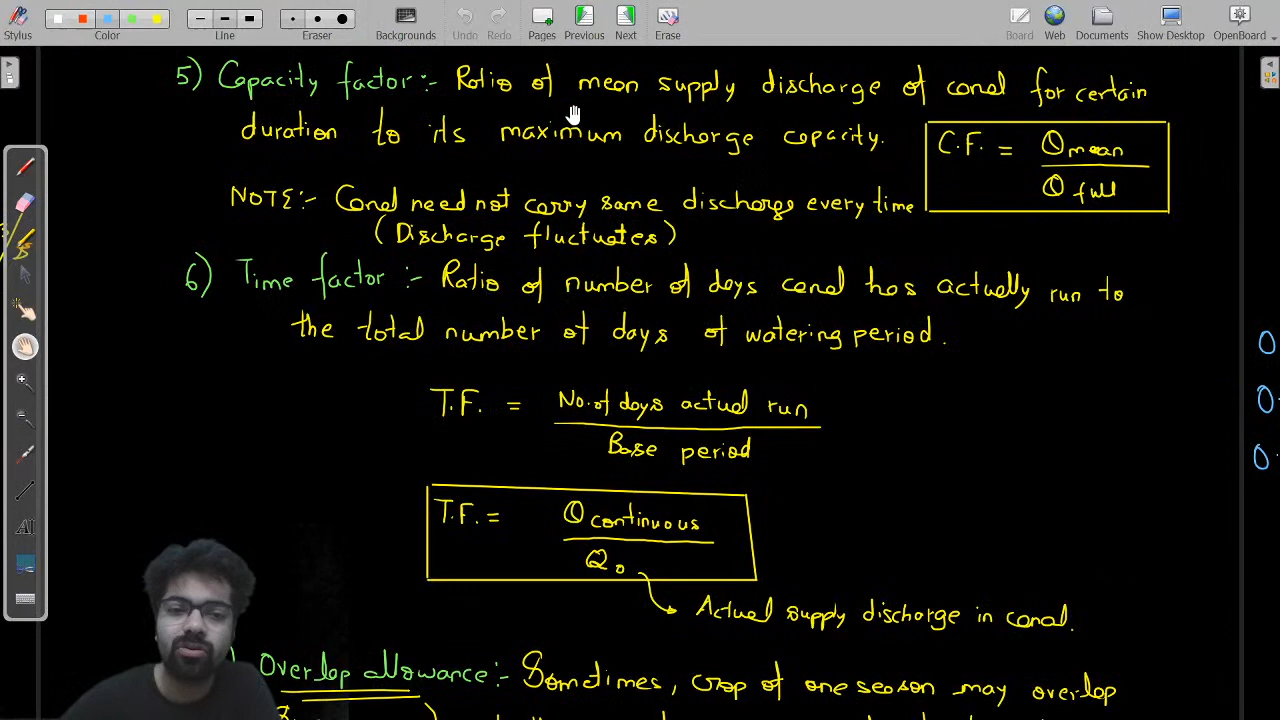 Stylus
Color
Line
Eraser
Backgrounds
Undo
Redo
Pages
Previous
Next
Erase
Board
Web
Documents
Show Desktop
OpenBoard
5) Capacity factor :- Ratio of mean supply discharge of canal for certain
duration to its maximum discharge capacity.
C.F. = Q mean / Q full
NOTE :- Canal need not carry same discharge every time
(Discharge fluctuates)
6) Time factor :- Ratio of number of days canal has actually run to
the total number of days of watering period.
T.F. = No. of days actual run
Base period
T.F. = Q continuous
Q0
Actual supply discharge in canal.
Overlap allowance :- Sometimes, crop of one season may overlap